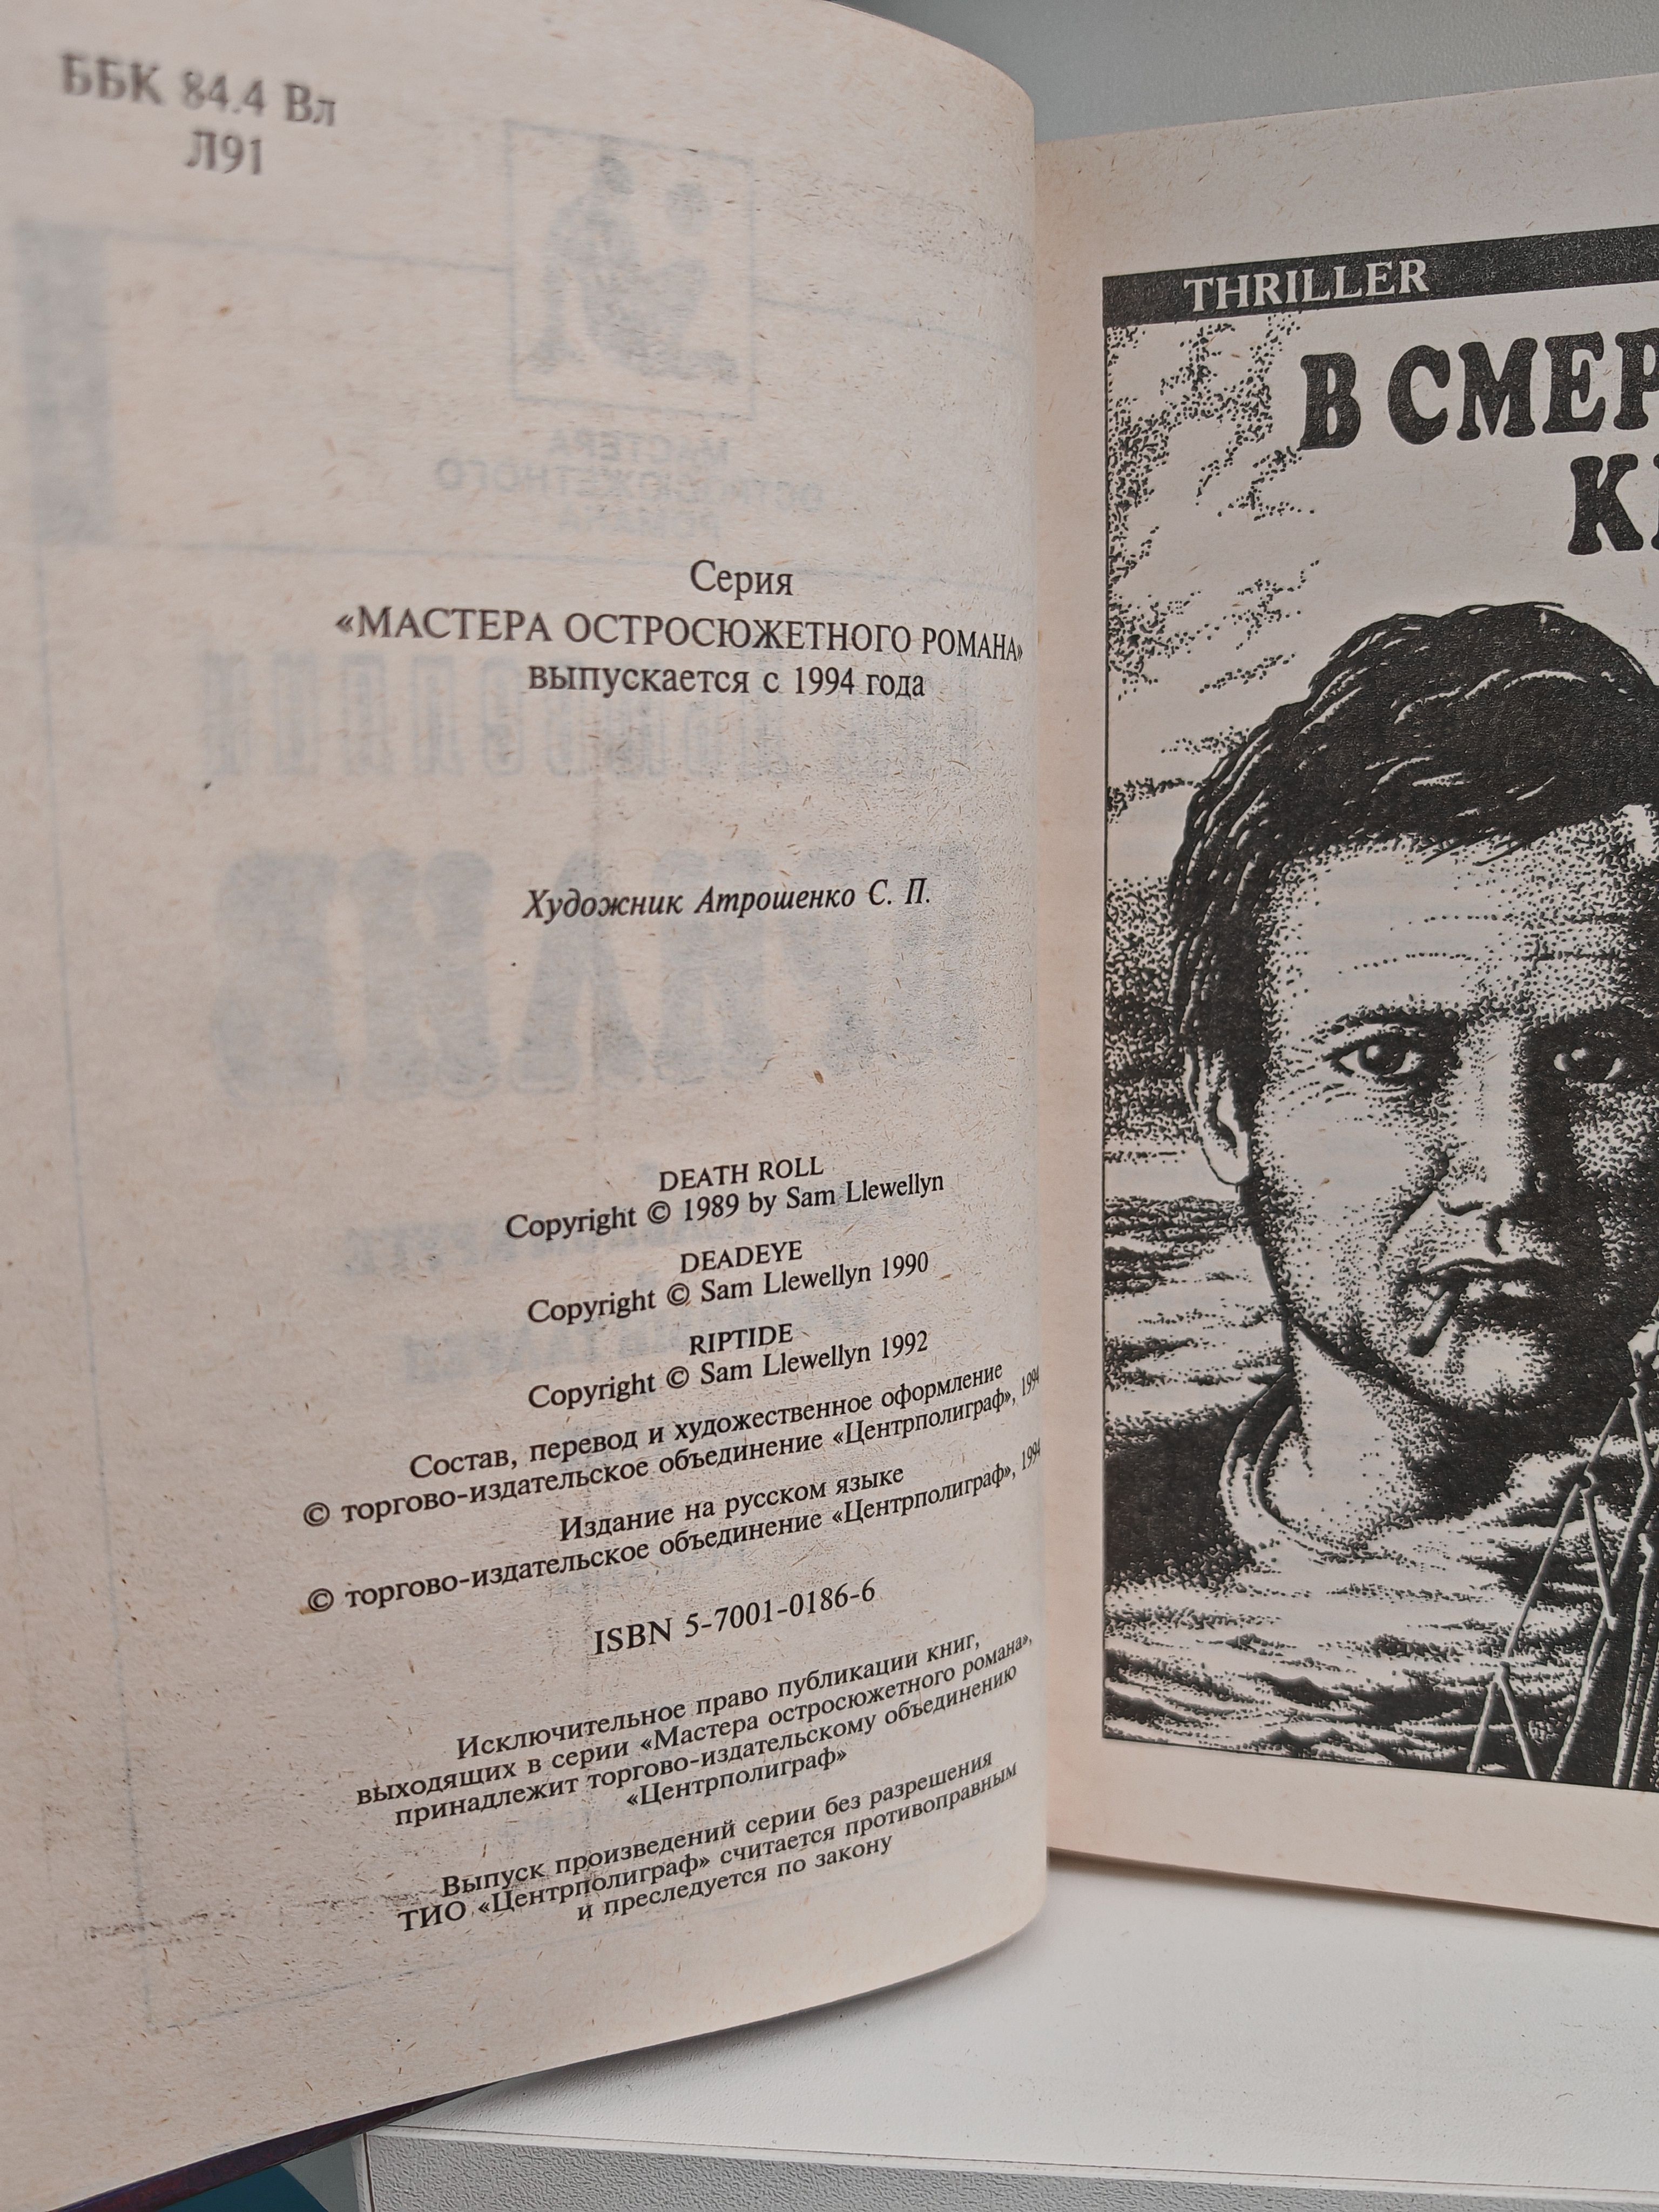 ББК 84.4 Вл
Л91
Серия
«МАСТЕРА ОСТРОСЮЖЕТНОГО РОМАНА»
выпускается с 1994 года
Художник Атрошенко С. П.
DEATH ROLL
Copyright © 1989 by Sam Llewellyn
DEADEYE
Copyright © Sam Llewellyn 1990
RIPTIDE
Copyright © Sam Llewellyn 1992
Состав, перевод и художественное оформление
© торгово-издательское объединение «Центрполиграф», 1994
Издание на русском языке
© торгово-издательское объединение «Центрполиграф», 1994
ISBN 5-7001-0186-6
Исключительное право публикации книг,
выходящих в серии «Мастера остросюжетного романа»,
принадлежит торгово-издательскому объединению
«Центрполиграф»
Выпуск произведений серии без разрешения
ТИО «Центрполиграф» считается противоправным
и преследуется по закону
THRILLER
В СМЕР
К